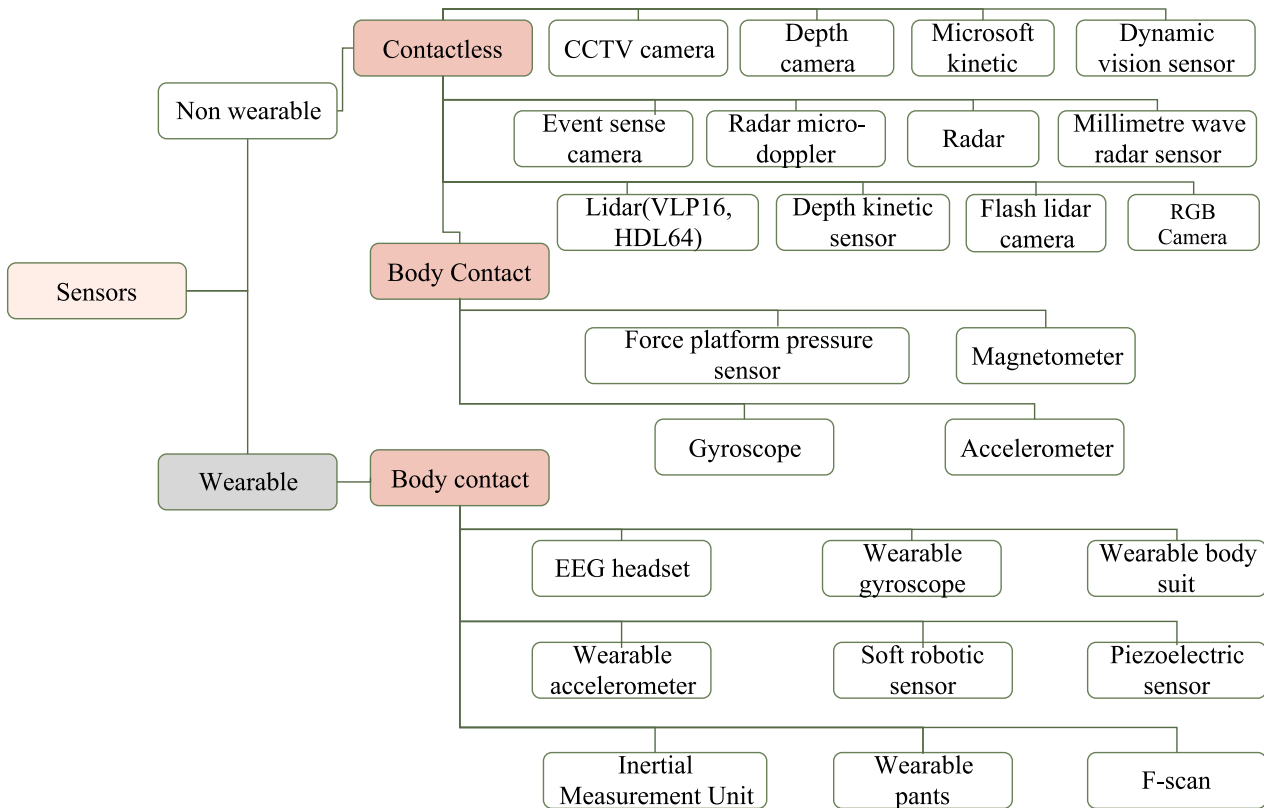 Contactless
CCTV camera
Depth
camera
Microsoft
kinetic
Dynamic
vision sensor
Non wearable
Event sense
camera
Radar micro-
doppler
Radar
Millimetre wave
radar sensor
Lidar(VLP16,
HDL64)
Depth kinetic
sensor
Flash lidar
camera
RGB
Camera
Body Contact
Sensors
Force platform pressure
sensor
Magnetometer
Gyroscope
Accelerometer
Wearable
Body contact
EEG headset
Wearable
gyroscope
Wearable body
suit
Wearable
accelerometer
Soft robotic
sensor
Piezoelectric
sensor
Inertial
Measurement Unit
Wearable
pants
F-scan